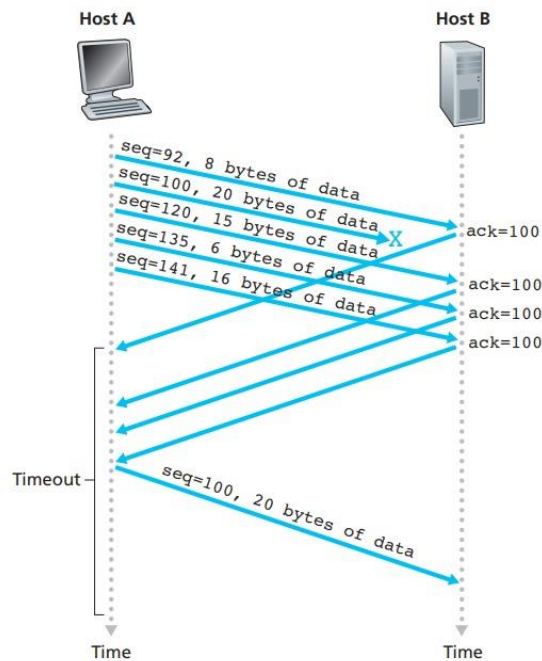 Host A
Host B
seq=92, 8 bytes of data
seq=100, 20 bytes of data
seq=120, 15 bytes of data
seq=135, 6 bytes of data
seq=141, 16 bytes of data
X
ack=100
ack=100
ack=100
ack=100
Timeout
seq=100, 20 bytes of data
Time
Time